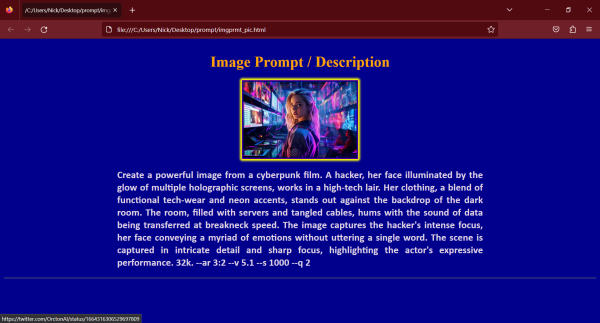 /C:/Users/Nick/Desktop/prompt/img
file:///C:/Users/Nick/Desktop/prompt/imgprmt_pic.html
Image Prompt / Description
Create a powerful image from a cyberpunk film. A hacker, her face illuminated by the
glow of multiple holographic screens, works in a high-tech lair. Her clothing, a blend of
functional tech-wear and neon accents, stands out against the backdrop of the dark
room. The room, filled with servers and tangled cables, hums with the sound of data
being transferred at breakneck speed. The image captures the hacker's intense focus,
her face conveying a myriad of emotions without uttering a single word. The scene is
captured in intricate detail and sharp focus, highlighting the actor's expressive
performance. 32k. --ar 3:2 --v 5.1 --s 1000 --q 2
https://twitter.com/OrctonAI/status/1664516306529697809